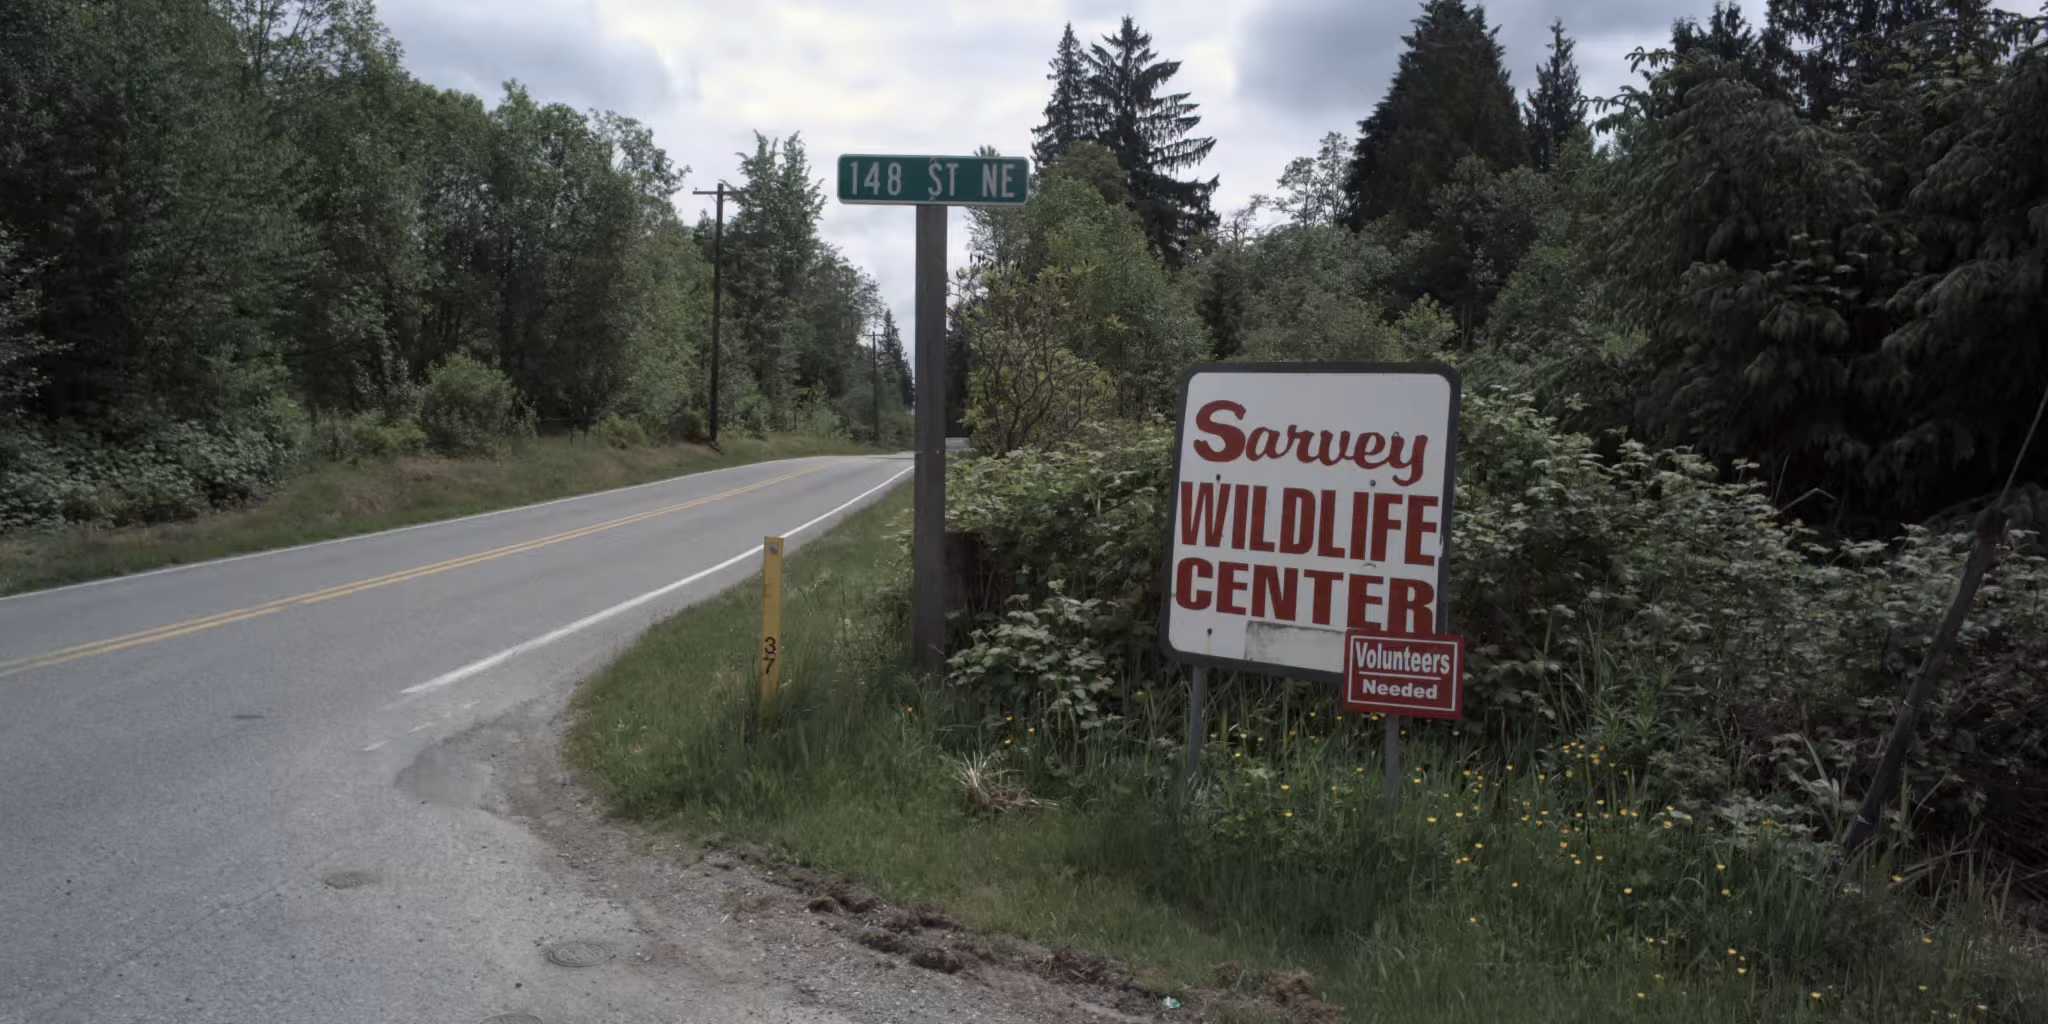 148 ST NE
Sarvey
WILDLIFE
CENTER
Volunteers
Needed
37